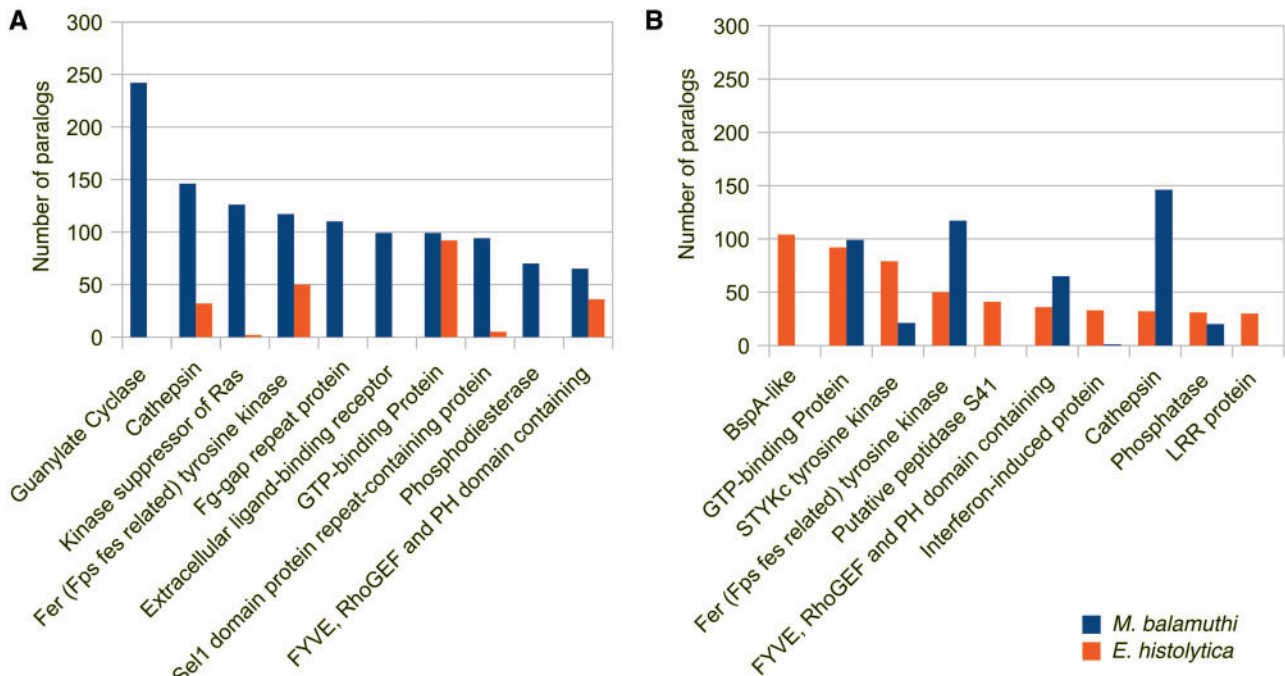 A
Number of paralogs
300
250
200
150
100
50
0
Guanylate Cyclase
Cathepsin
Kinase suppressor of Ras
Fer (Fps fes related) tyrosine kinase
Fg-gap repeat protein
Extracellular ligand-binding receptor
GTP-binding Protein
Sel1 domain protein repeat-containing protein
Phosphodiesterase
FYVE, RhoGEF and PH domain containing
B
Number of paralogs
300
250
200
150
100
50
0
BspA-like
GTP-binding Protein
STYKc tyrosine kinase
Fer (Fps fes related) tyrosine kinase
Putative peptidase S41
FYVE, RhoGEF and PH domain containing
Interferon-induced protein
Cathepsin
Phosphatase
LRR protein
M. balamuthi
E. histolytica